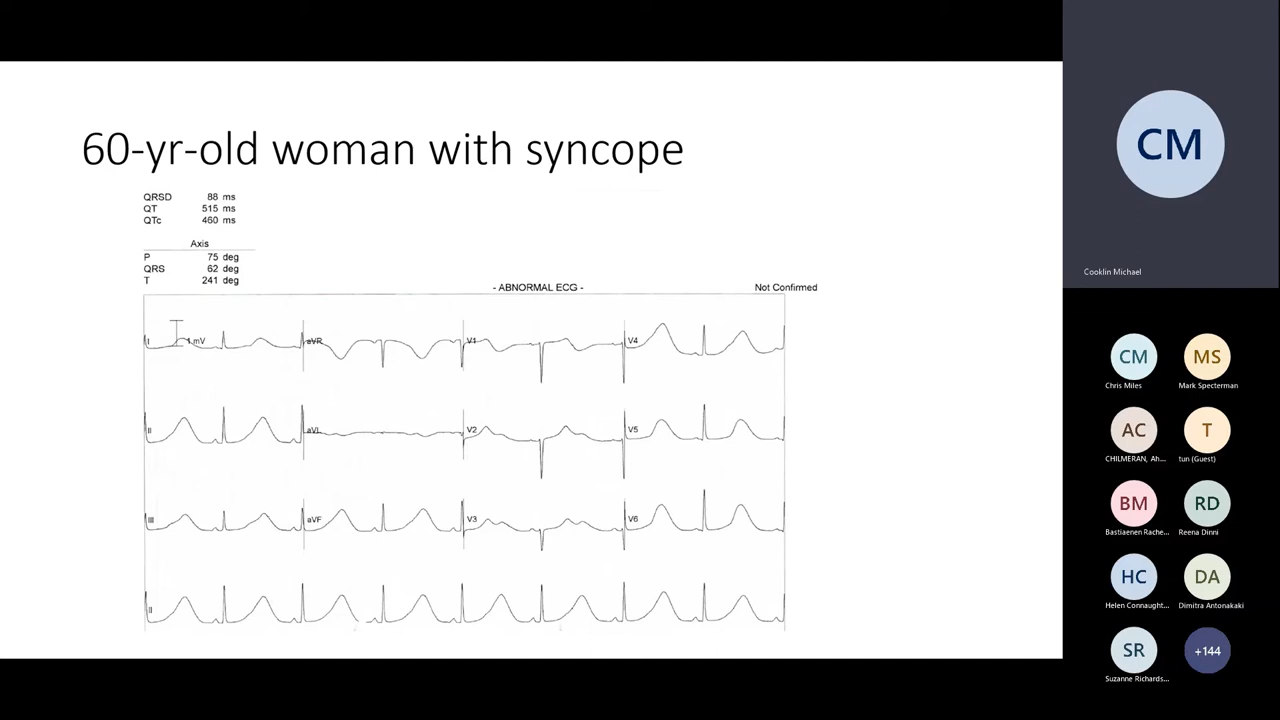 60-yr-old woman with syncope
QRSD 88 ms
QT 515 ms
QTc 460 ms
Axis
P 75 deg
QRS 62 deg
T 241 deg
- ABNORMAL ECG - Not Confirmed
I 1 mV aVR V1 V4
II aVL V2 V5
III aVF V3 V6
II
CM
Cooklin Michael
CM MS
Chris Miles Mark Specterman
AC T
CHILMERAN, Ah... tun (Guest)
BM RD
Bastiaenen Rache... Reena Dinni
HC DA
Helen Connaught... Dimitra Antonakaki
SR +144
Suzanne Richards...